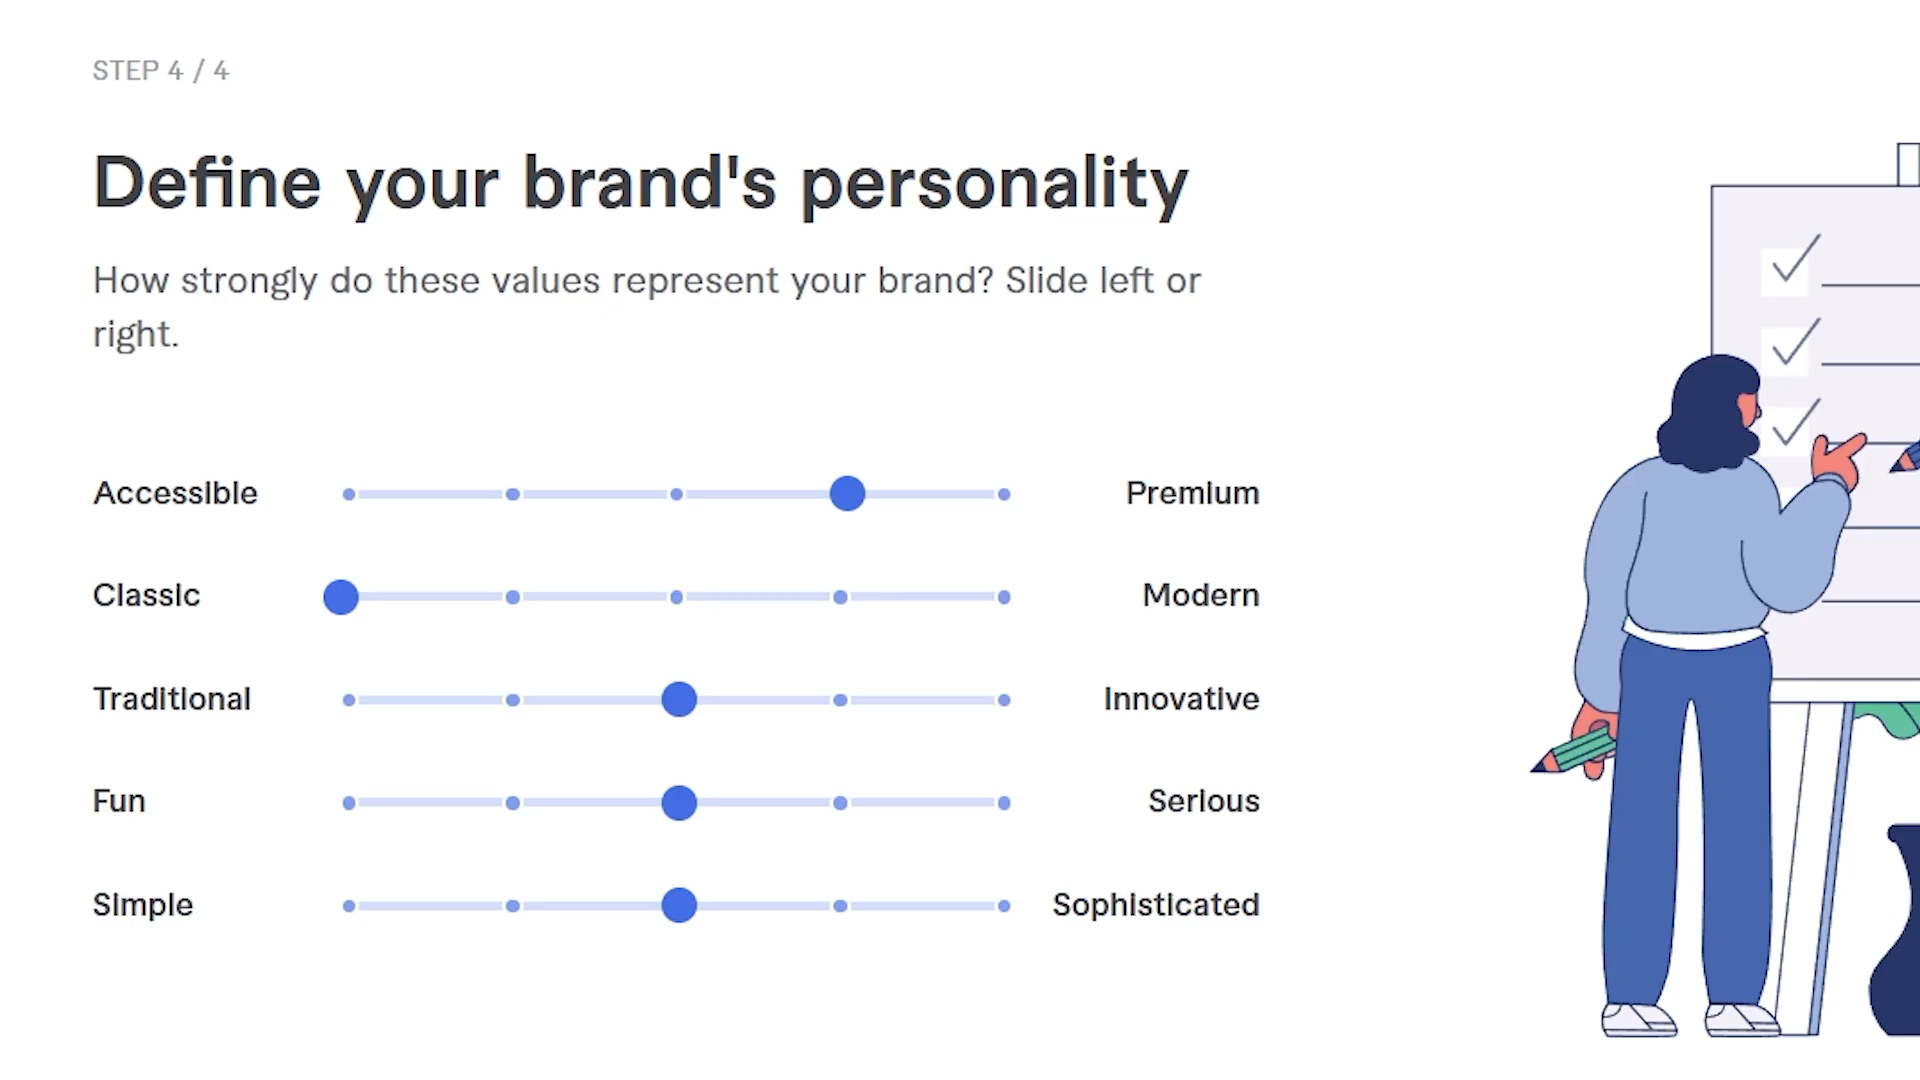 STEP 4 / 4
Define your brand's personality
How strongly do these values represent your brand? Slide left or
right.
Accessible Premium
Classic Modern
Traditional Innovative
Fun Serious
Simple Sophisticated